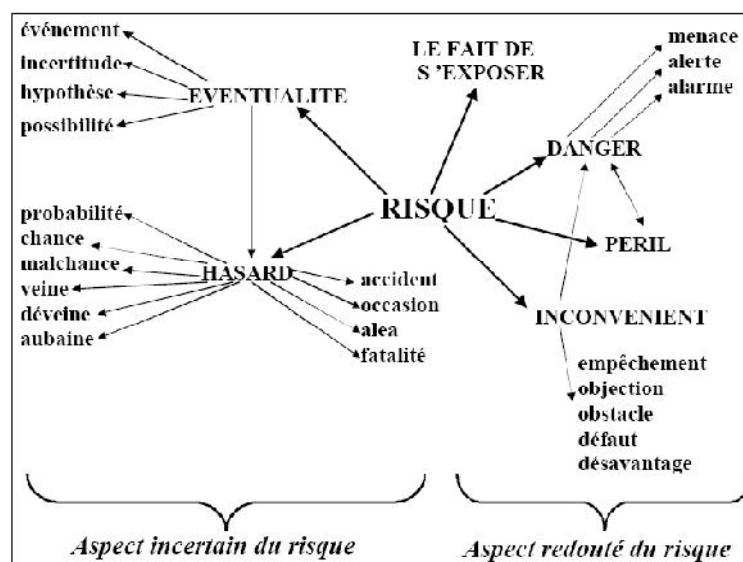 événement
incertitude
hypothèse
possibilité
EVENTUALITE
LE FAIT DE
S ’EXPOSER
menace
alerte
alarme
DANGER
RISQUE
PERIL
INCONVENIENT
probabilité
chance
malchance
veine
déveine
aubaine
HASARD
accident
occasion
alea
fatalité
empêchement
objection
obstacle
défaut
désavantage
Aspect incertain du risque
Aspect redouté du risque